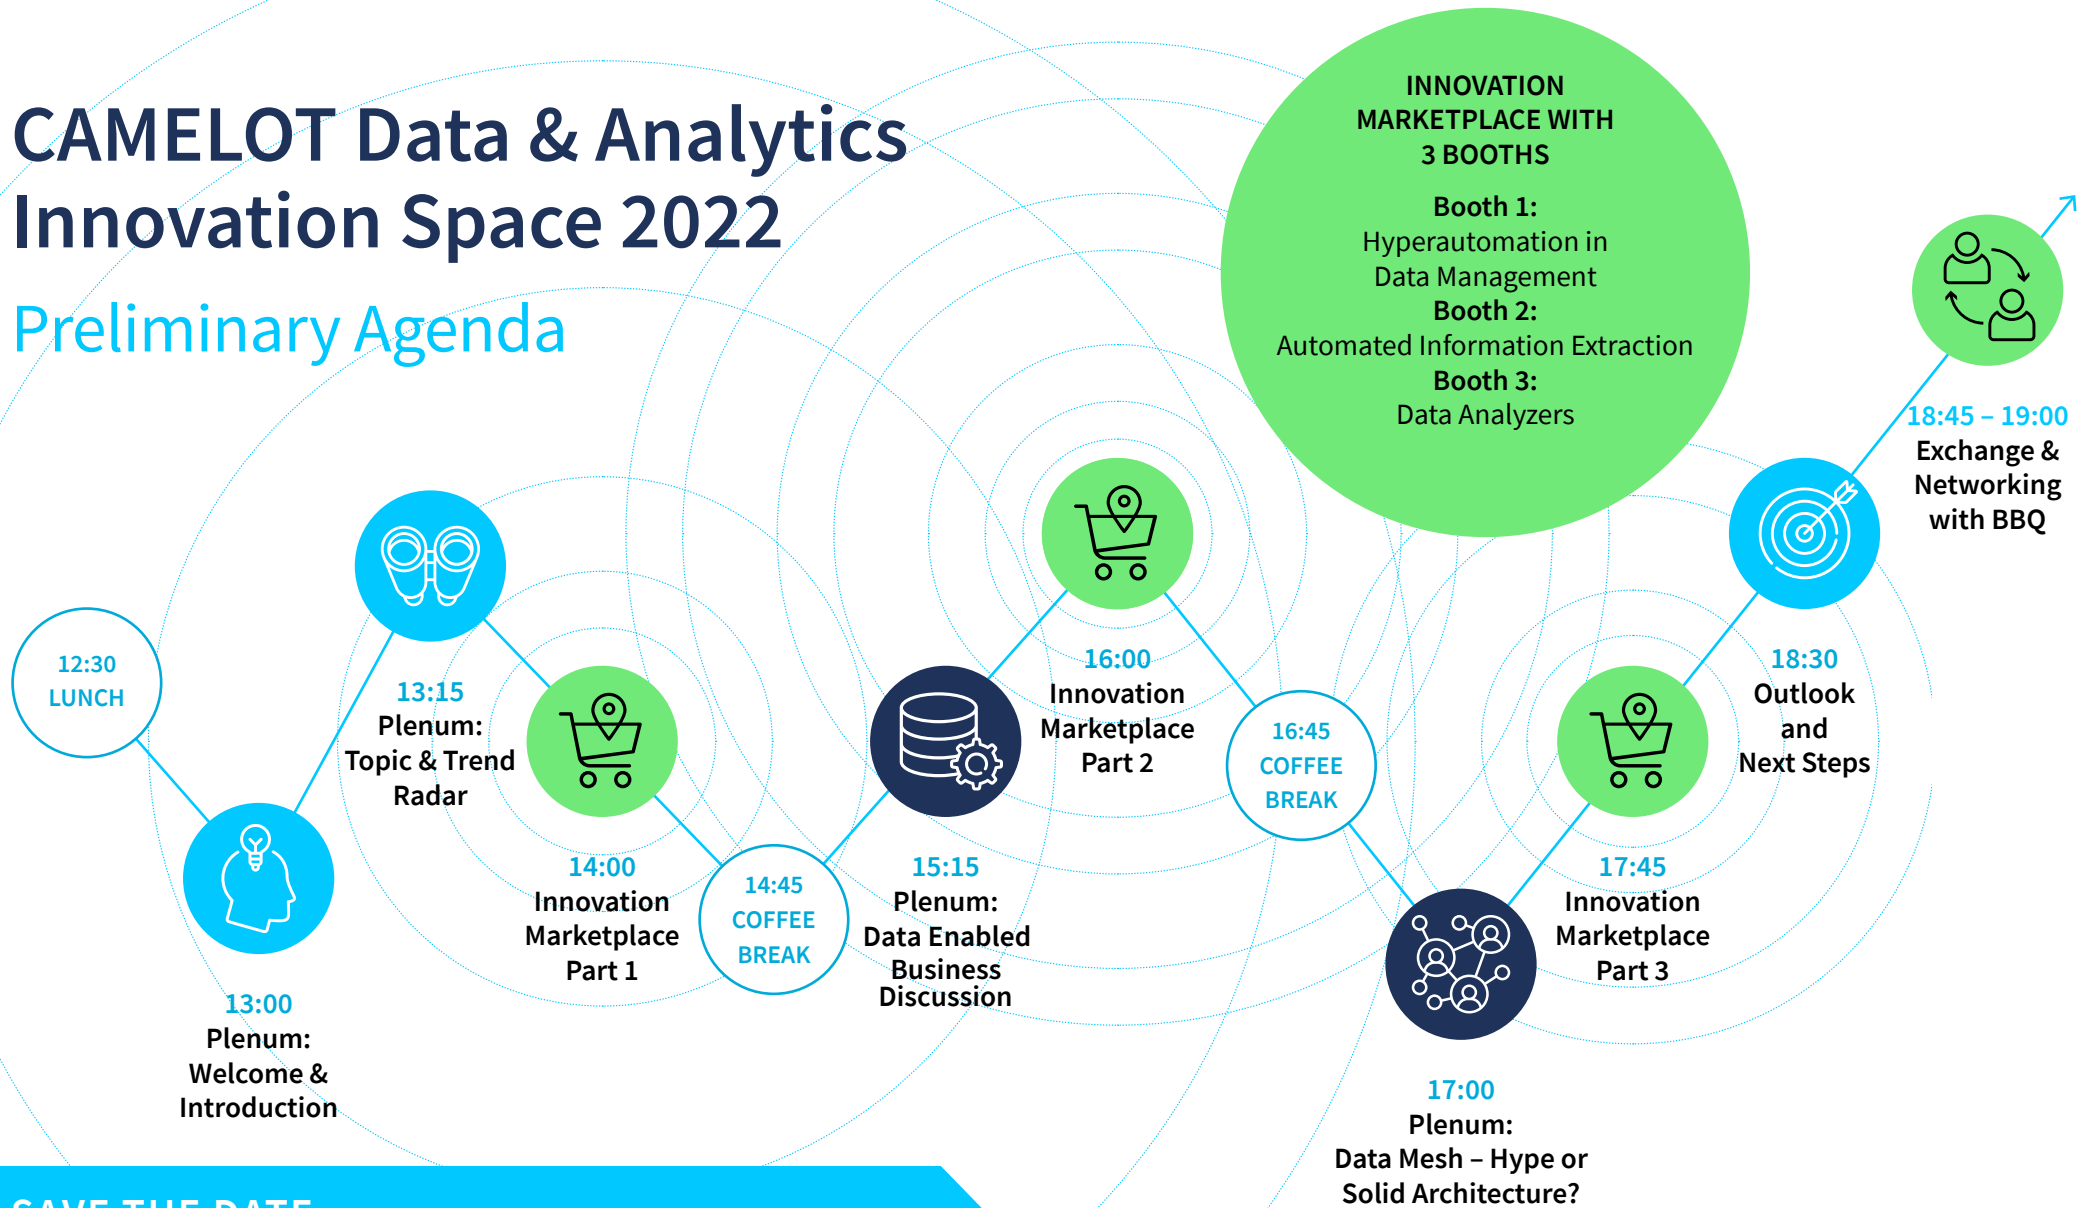 CAMELOT Data & Analytics
Innovation Space 2022
Preliminary Agenda
INNOVATION
MARKETPLACE WITH
3 BOOTHS
Booth 1:
Hyperautomation in
Data Management
Booth 2:
Automated Information Extraction
Booth 3:
Data Analyzers
12:30
LUNCH
13:00
Plenum:
Welcome &
Introduction
13:15
Plenum:
Topic & Trend
Radar
14:00
Innovation
Marketplace
Part 1
14:45
COFFEE
BREAK
15:15
Plenum:
Data Enabled
Business
Discussion
16:00
Innovation
Marketplace
Part 2
16:45
COFFEE
BREAK
17:00
Plenum:
Data Mesh – Hype or
Solid Architecture?
17:45
Innovation
Marketplace
Part 3
18:30
Outlook
and
Next Steps
18:45 – 19:00
Exchange &
Networking
with BBQ
SAVE THE DATE